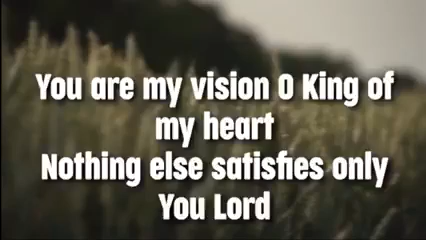 You are my vision O King of
my heart
Nothing else satisfies only
You Lord